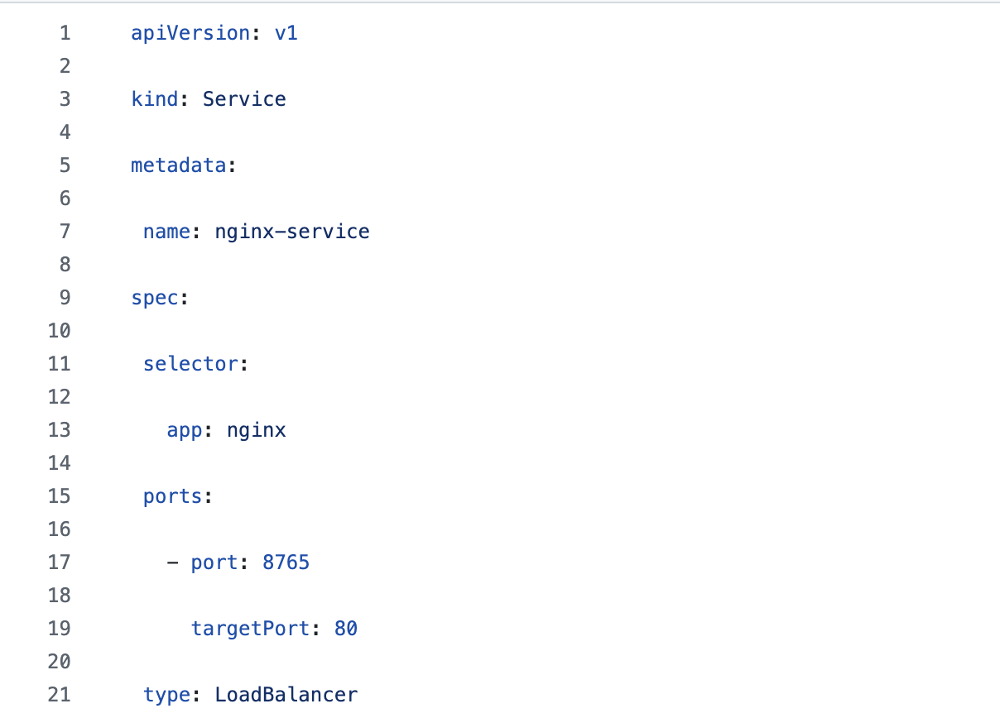 1 apiVersion: v1
2
3 kind: Service
4
5 metadata:
6
7  name: nginx-service
8
9 spec:
10
11  selector:
12
13    app: nginx
14
15  ports:
16
17    - port: 8765
18
19      targetPort: 80
20
21  type: LoadBalancer